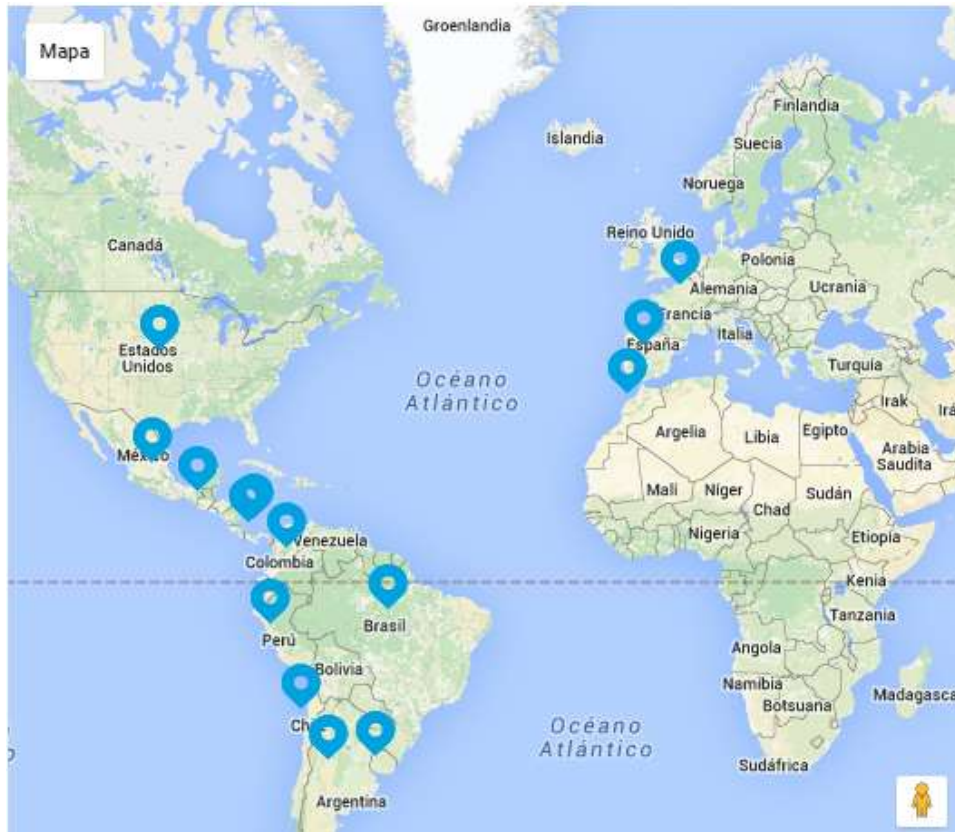 Groenlandia
Mapa
Finlandia
Islandia
Suecia
Noruega
Reino Unido
Canadá
Polonia
Alemania
Ucrania
Francia
Italia
España
Estados
Unidos
Turquía
Océano
Atlántico
Irak
Argelia
Libia
Egipto
Arabia
Saudita
México
Malí
Níger
Sudán
Chad
Nigeria
Etiopía
Venezuela
Colombia
Kenia
Tanzania
Brasil
Perú
Angola
Bolivia
Namibia
Botsuana
Madagasca
Océano
Atlántico
Sudáfrica
Argentina